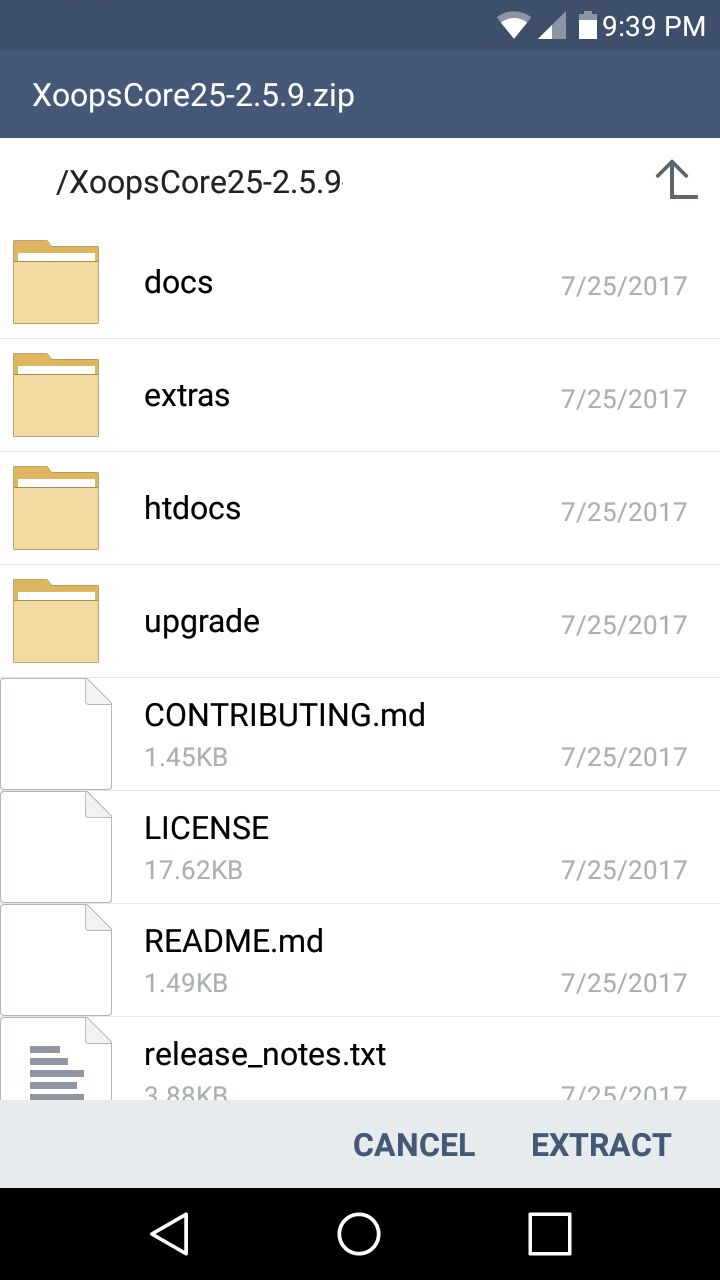 9:39 PM
XoopsCore25-2.5.9.zip
/XoopsCore25-2.5.9
docs 7/25/2017
extras 7/25/2017
htdocs 7/25/2017
upgrade 7/25/2017
CONTRIBUTING.md
1.45KB 7/25/2017
LICENSE
17.62KB 7/25/2017
README.md
1.49KB 7/25/2017
release_notes.txt
3.88KB 7/25/2017
CANCEL EXTRACT